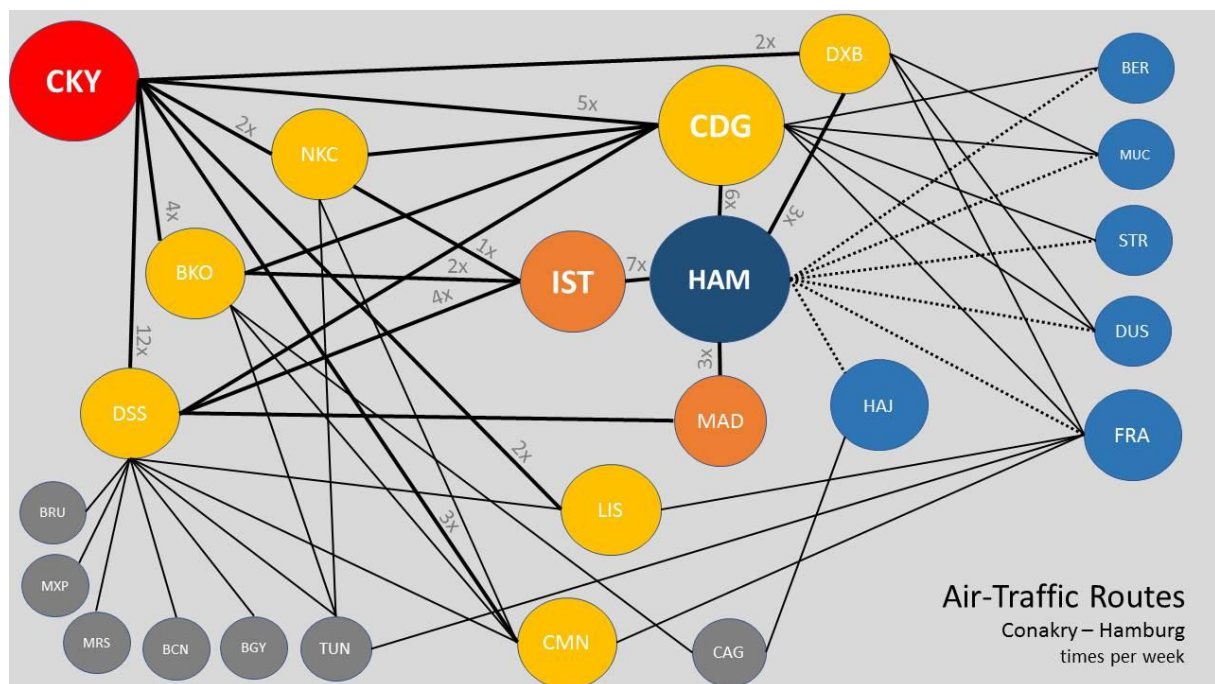 CKY
2x
DXB
BER
5x
CDG
2x
NKC
MUC
6x
3x
4x
STR
1x
BKO
2x
IST
7x
HAM
4x
12x
3x
DUS
DSS
MAD
HAJ
FRA
2x
BRU
LIS
3x
MXP
Air-Traffic Routes
Conakry – Hamburg
times per week
MRS
BCN
BGY
TUN
CMN
CAG